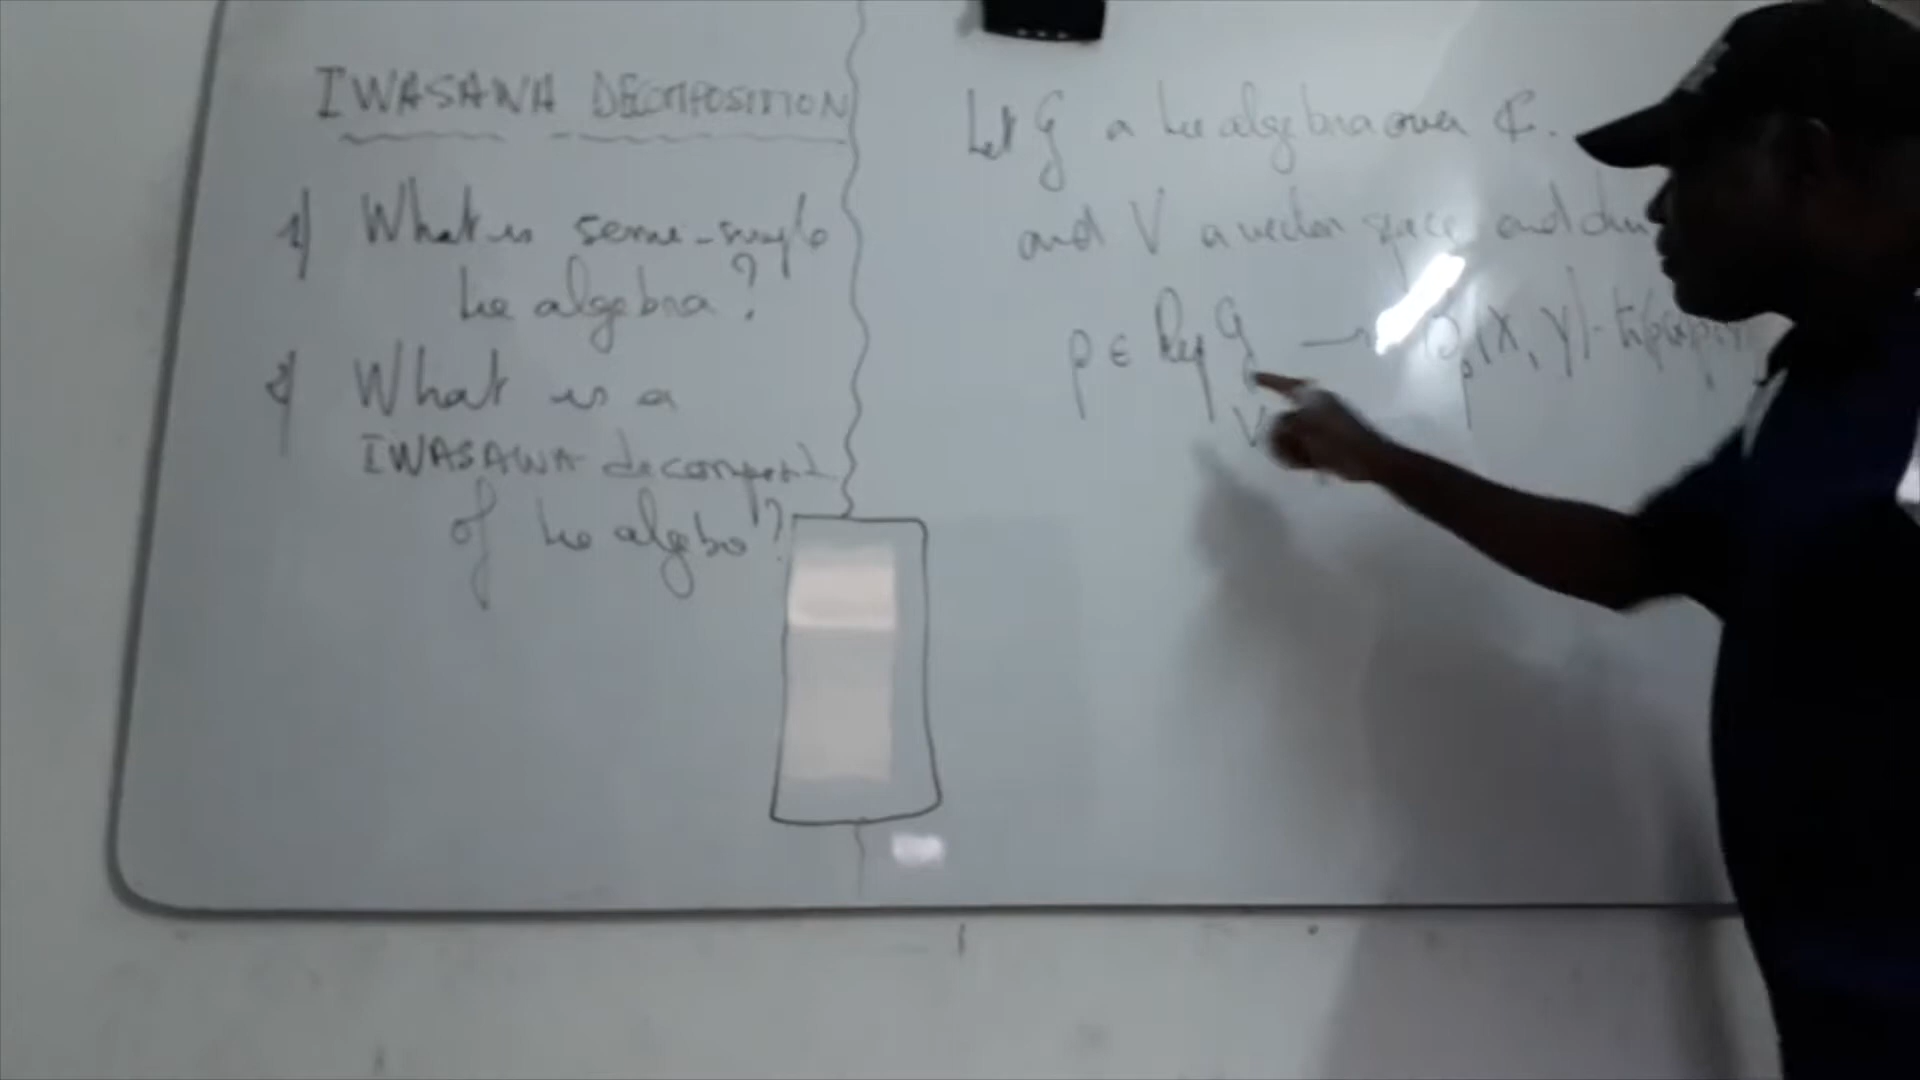 IWASAWA DECOMPOSITION
1) What is semi-simple
Lie algebra?
2) What is a
IWASAWA decomposit
of Lie algebra?
Let G a Lie algebra over ℂ.
and V a vector space and dim
ρ ∈ Rep G → (X, Y)
V